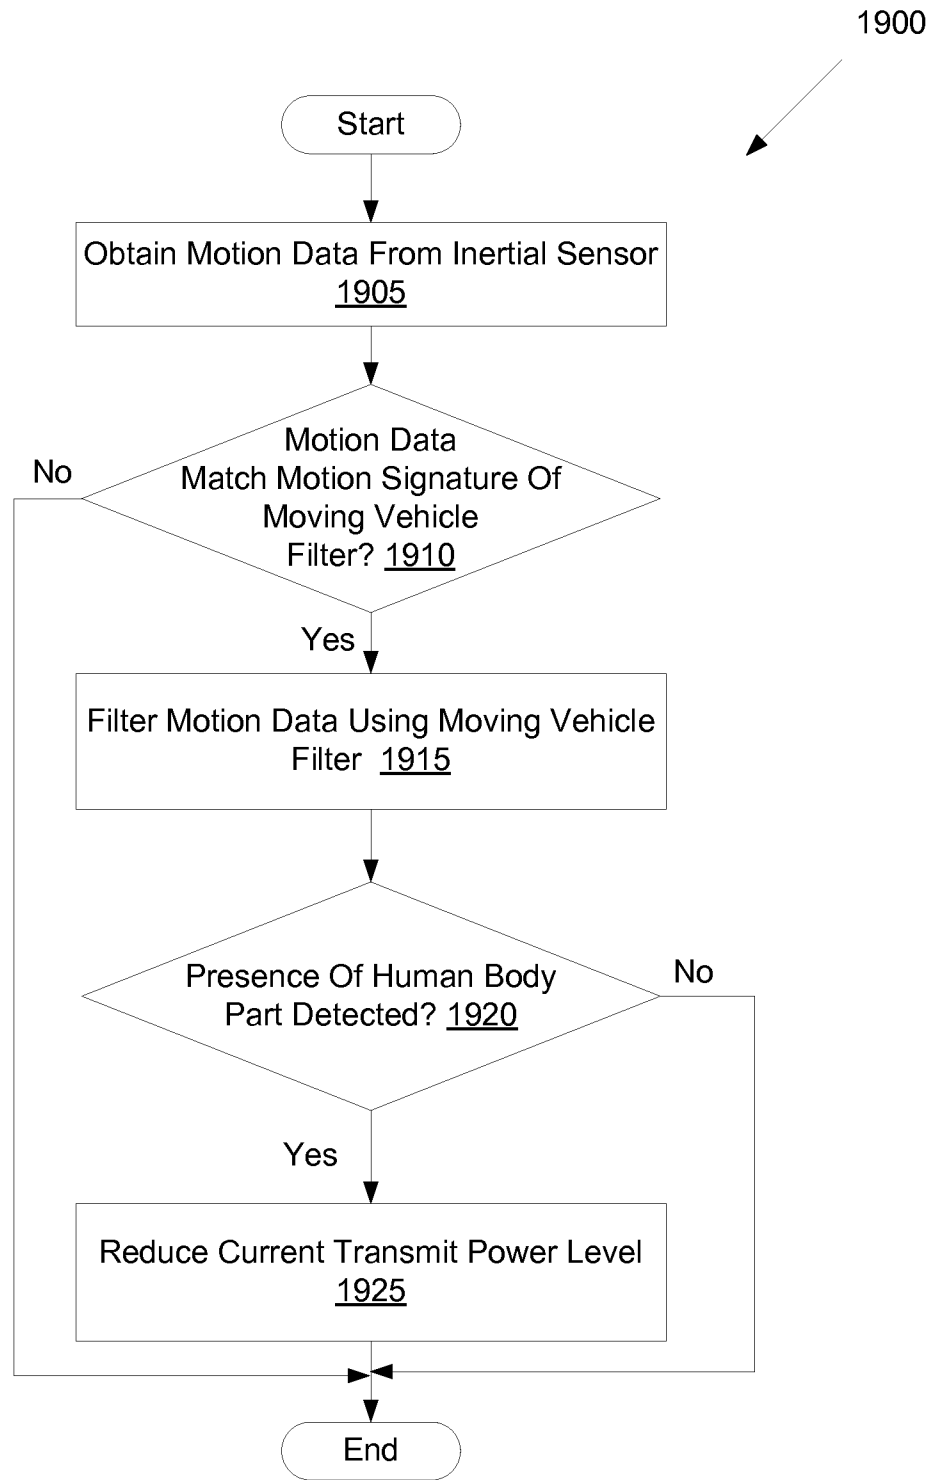 1900
Start
Obtain Motion Data From Inertial Sensor
1905
Motion Data
Match Motion Signature Of
Moving Vehicle
Filter? 1910
No
Yes
Filter Motion Data Using Moving Vehicle
Filter 1915
Presence Of Human Body
Part Detected? 1920
No
Yes
Reduce Current Transmit Power Level
1925
End